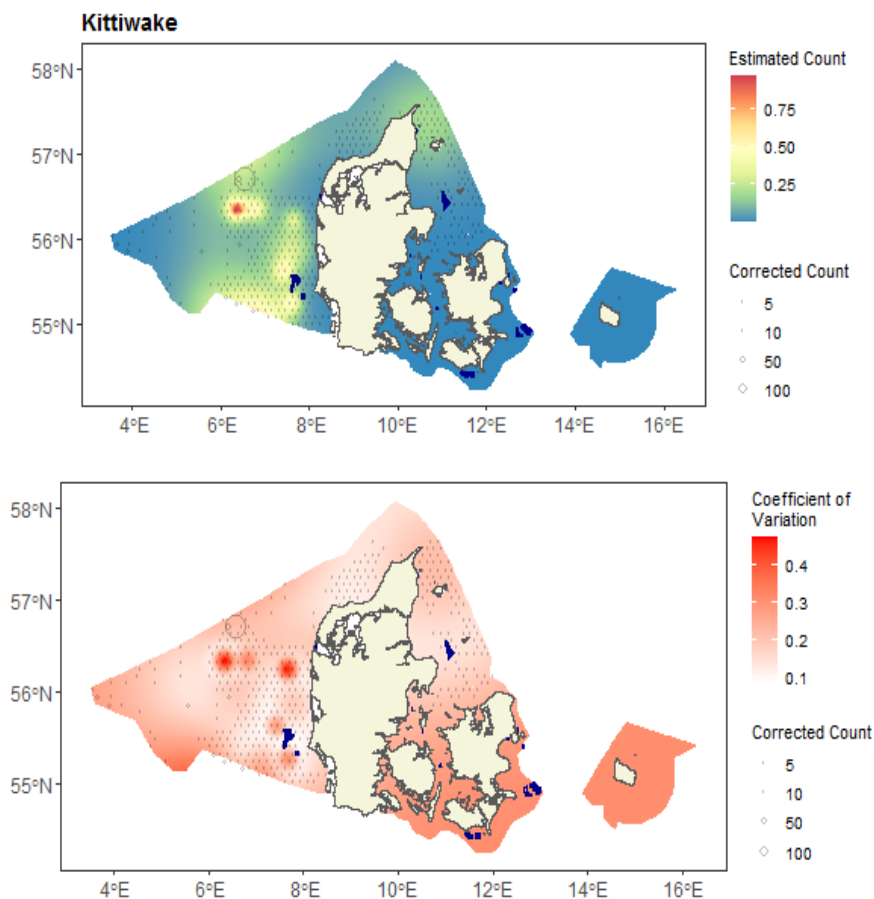 Kittiwake
58°N
57°N
56°N
55°N
4°E
6°E
8°E
10°E
12°E
14°E
16°E
Estimated Count
0.75
0.50
0.25
Corrected Count
5
10
50
100
58°N
57°N
56°N
55°N
4°E
6°E
8°E
10°E
12°E
14°E
16°E
Coefficient of
Variation
0.4
0.3
0.2
0.1
Corrected Count
5
10
50
100